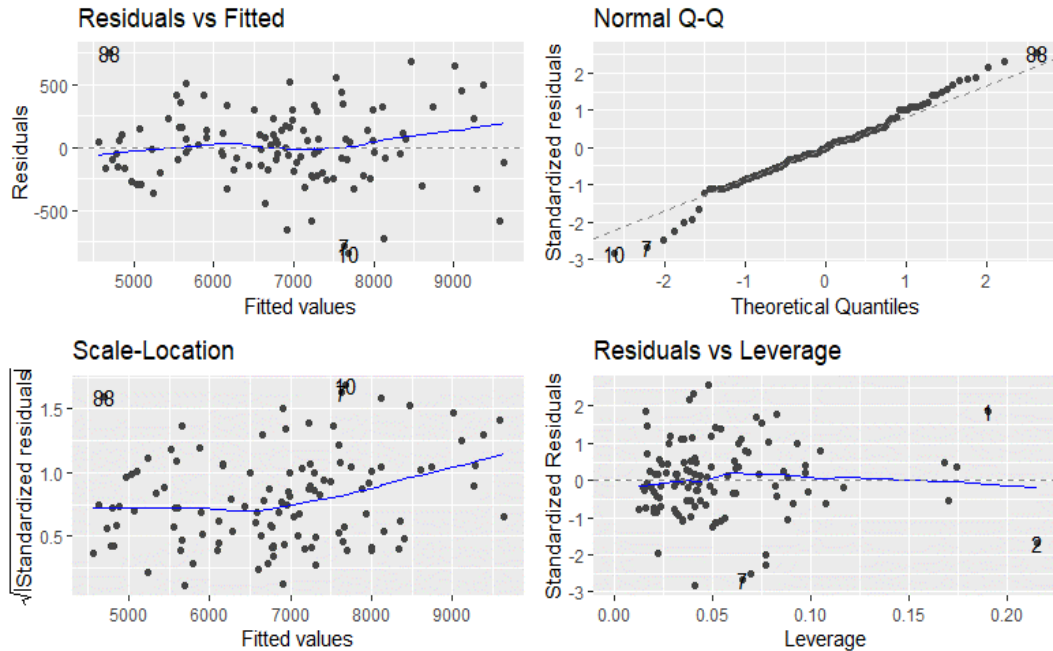 Residuals vs Fitted
88
500
0
-500
Residuals
7
10
5000 6000 7000 8000 9000
Fitted values
Normal Q-Q
88
2
1
0
-1
-2
-3
Standardized residuals
10
7
-2 -1 0 1 2
Theoretical Quantiles
Scale-Location
88
10
7
1.5
1.0
0.5
√|Standardized residuals
5000 6000 7000 8000 9000
Fitted values
Residuals vs Leverage
1
2
1
0
-1
-2
-3
Standardized Residuals
2
7
0.00 0.05 0.10 0.15 0.20
Leverage